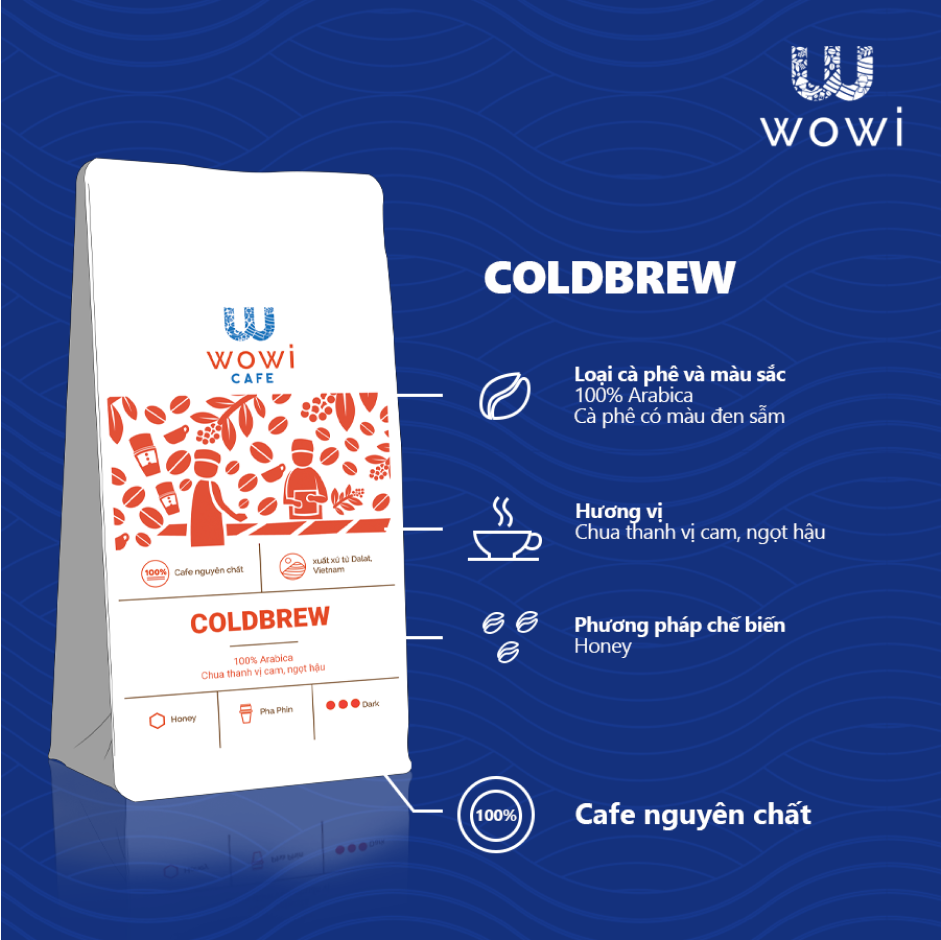 wowi
COLDBREW
Loại cà phê và màu sắc
100% Arabica
Cà phê có màu đen sẫm
Hương vị
Chua thanh vị cam, ngọt hậu
Phương pháp chế biến
Honey
100%
Cafe nguyên chất
wowi
CAFE
100%
Cafe nguyên chất
xuất xứ từ Dalat,
Vietnam
COLDBREW
100% Arabica
Chua thanh vị cam, ngọt hậu
Honey
Pha Phin
Dark